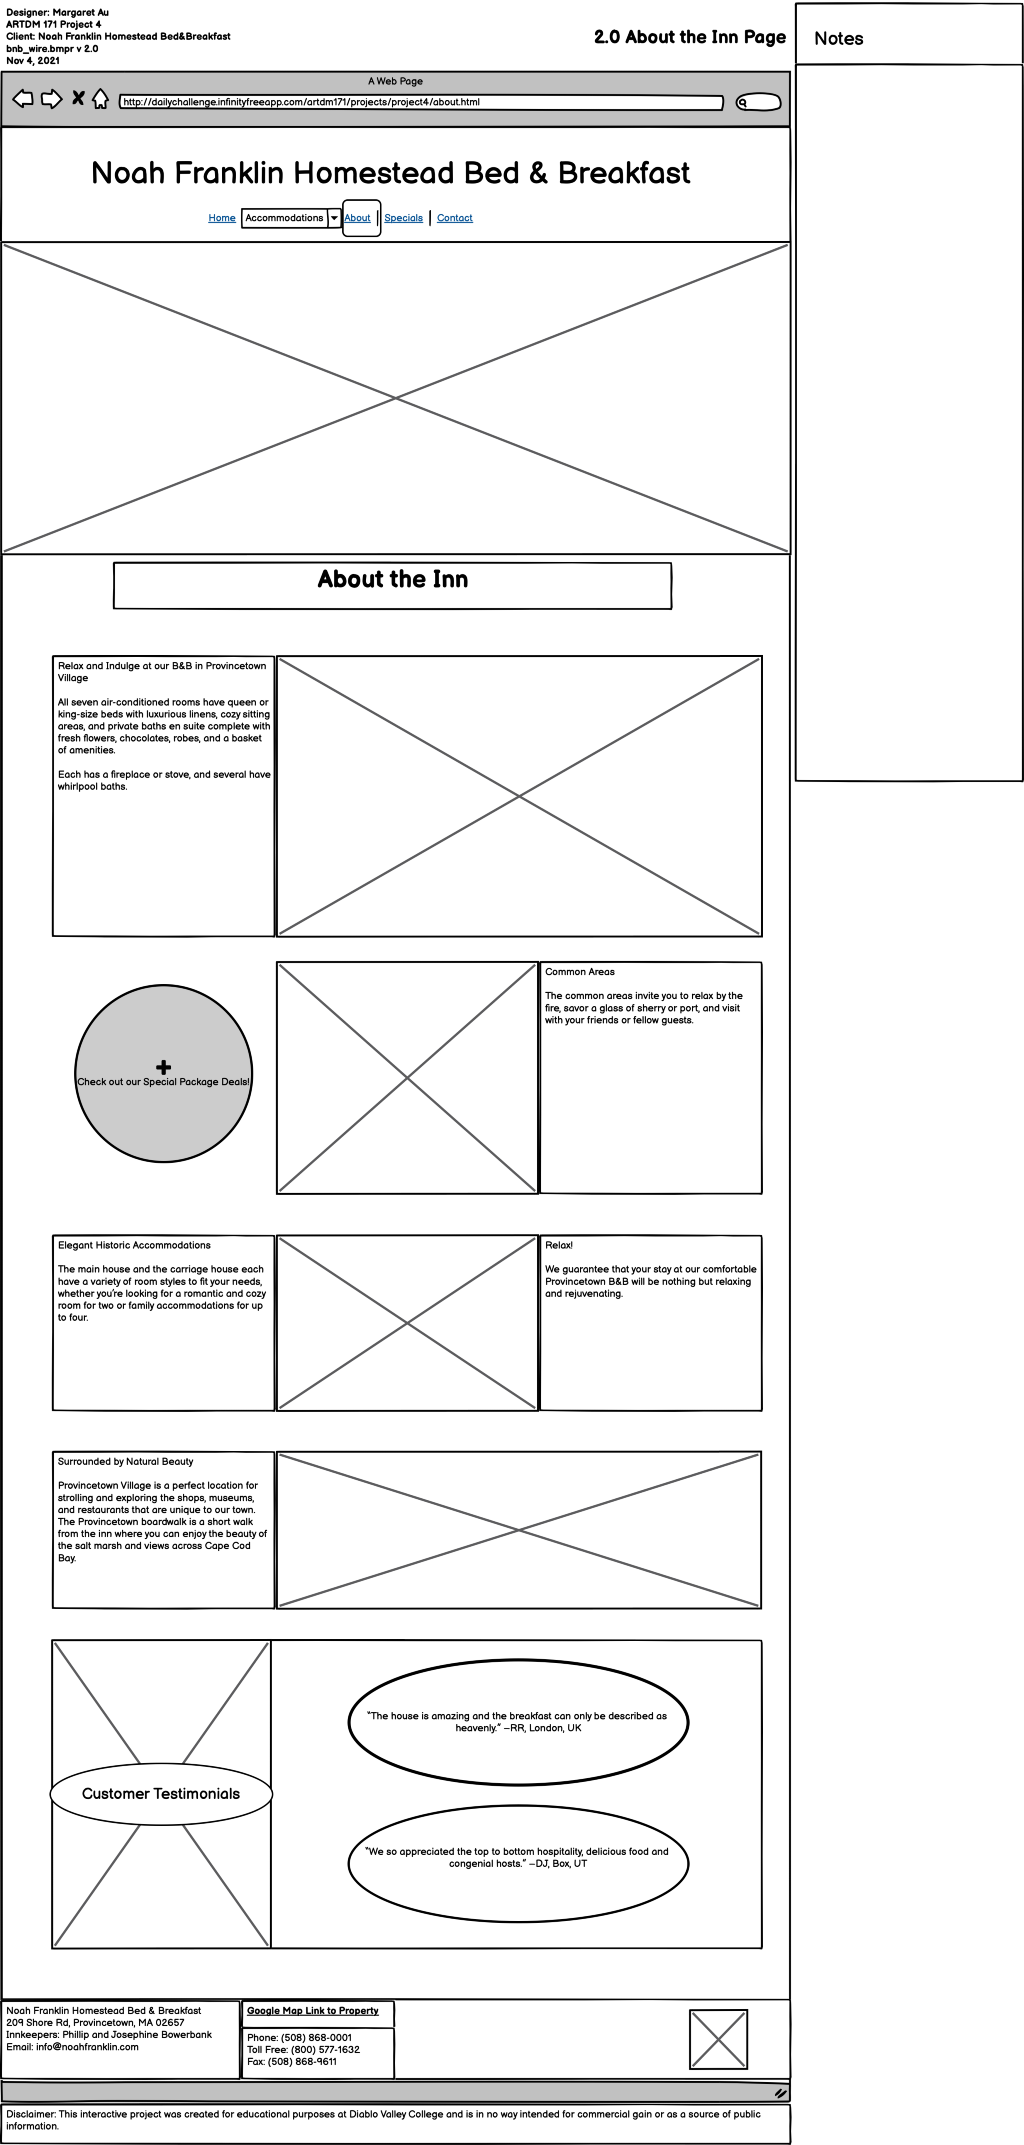 Designer: Margaret Au
ARTDM 171 Project 4
Client: Noah Franklin Homestead Bed&Breakfast
bnb_wire.bmpr v 2.0
Nov 4, 2021
2.0 About the Inn Page
Notes
A Web Page
http://dailychallenge.infinityfreeapp.com/artdm171/projects/project4/about.html
Noah Franklin Homestead Bed & Breakfast
Home Accommodations About | Specials | Contact
About the Inn
Relax and Indulge at our B&B in Provincetown
Village
All seven air-conditioned rooms have queen or
king-size beds with luxurious linens, cozy sitting
areas, and private baths en suite complete with
fresh flowers, chocolates, robes, and a basket
of amenities.
Each has a fireplace or stove, and several have
whirlpool baths.
Check out our Special Package Deals!
Common Areas
The common areas invite you to relax by the
fire, savor a glass of sherry or port, and visit
with your friends or fellow guests.
Elegant Historic Accommodations
The main house and the carriage house each
have a variety of room styles to fit your needs,
whether you're looking for a romantic and cozy
room for two or family accommodations for up
to four.
Relax!
We guarantee that your stay at our comfortable
Provincetown B&B will be nothing but relaxing
and rejuvenating.
Surrounded by Natural Beauty
Provincetown Village is a perfect location for
strolling and exploring the shops, museums,
and restaurants that are unique to our town.
The Provincetown boardwalk is a short walk
from the inn where you can enjoy the beauty of
the salt marsh and views across Cape Cod
Bay.
Customer Testimonials
"The house is amazing and the breakfast can only be described as
heavenly." —RR, London, UK
"We so appreciated the top to bottom hospitality, delicious food and
congenial hosts." —DJ, Box, UT
Noah Franklin Homestead Bed & Breakfast
209 Shore Rd, Provincetown, MA 02657
Innkeepers: Phillip and Josephine Bowerbank
Email: info@noahfranklin.com
Google Map Link to Property
Phone: (508) 868-0001
Toll Free: (800) 577-1632
Fax: (508) 868-9611
Disclaimer: This interactive project was created for educational purposes at Diablo Valley College and is in no way intended for commercial gain or as a source of public
information.